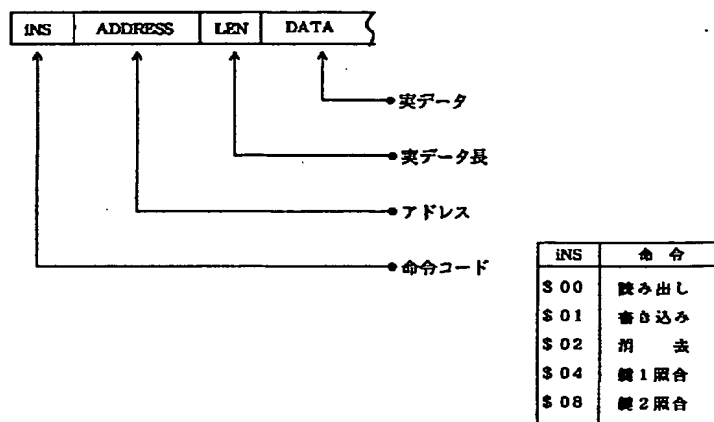 iNS ADDRESS LEN DATA
実データ
実データ長
アドレス
命令コード
iNS 命令
$00 読み出し
$01 書き込み
$02 消 去
$04 鍵1照合
$08 鍵2照合